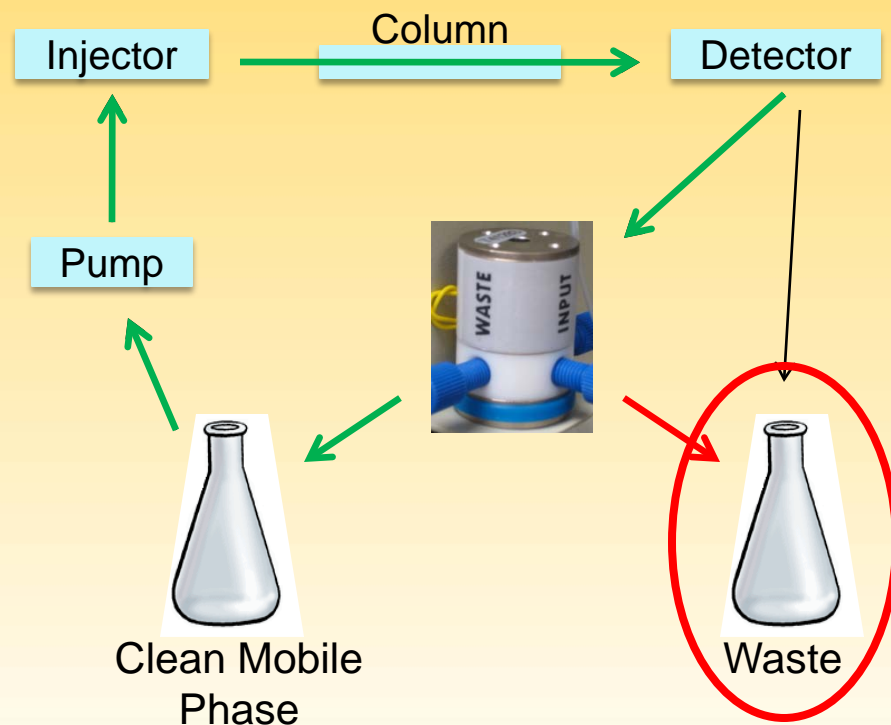 Column
Injector
Detector
Pump
WASTE
INPUT
Clean Mobile
Phase
Waste